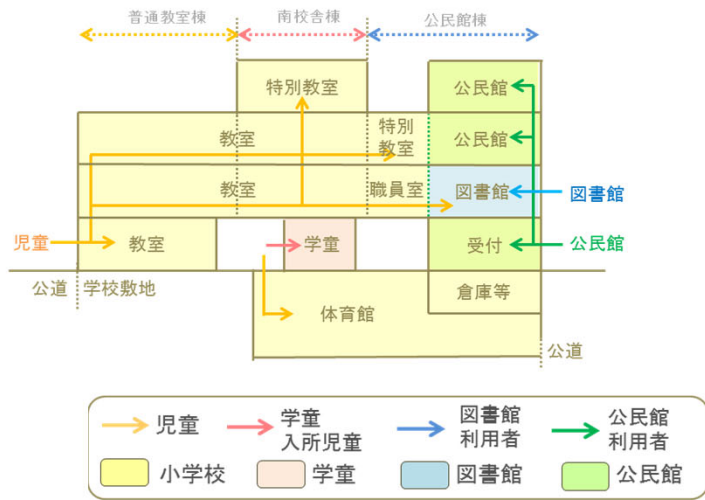 普通教室棟 南校舎棟 公民館棟
特別教室 公民館
教室 特別
教室 公民館
教室 職員室 図書館 図書館
児童 教室 学童 受付 公民館
公道 学校敷地 体育館 倉庫等
公道
児童 学童
入所児童 図書館
利用者 公民館
利用者
小学校 学童 図書館 公民館